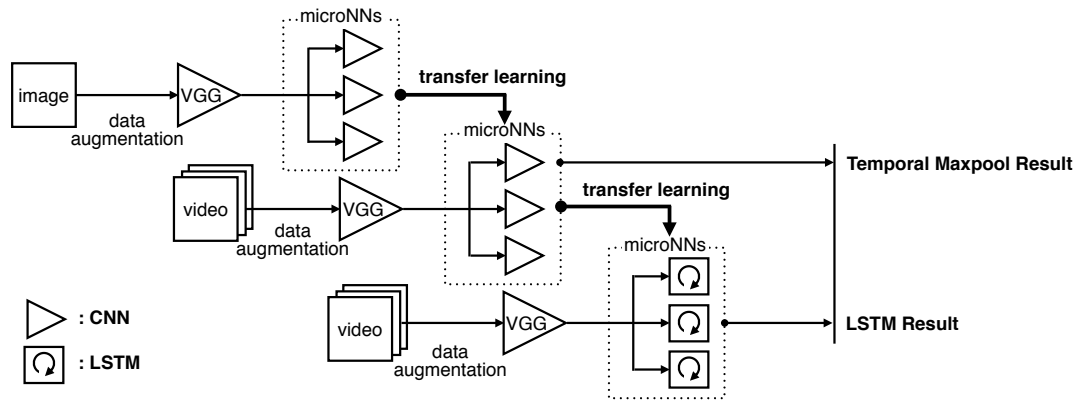 microNNs
image
VGG
data
augmentation
transfer learning
microNNs
Temporal Maxpool Result
video
VGG
data
augmentation
transfer learning
microNNs
video
VGG
data
augmentation
LSTM Result
: CNN
: LSTM